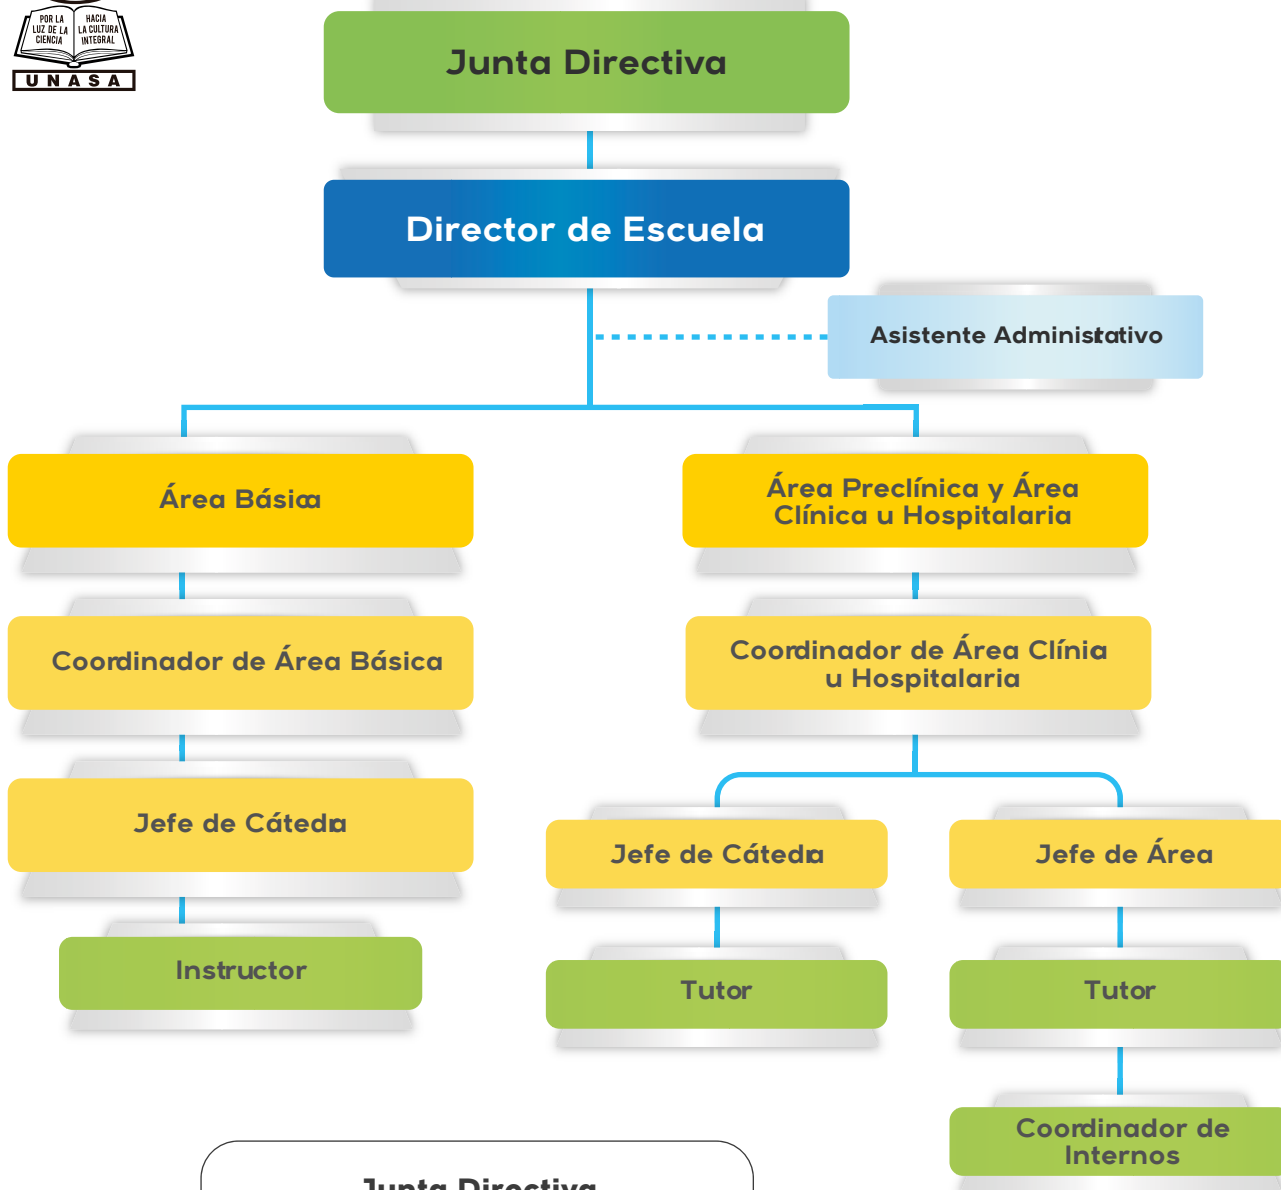 POR LA
LUZ DE LA
CIENCIA
HACIA
LA CULTURA
INTEGRAL
UNASA
Junta Directiva
Director de Escuela
Asistente Administrativo
Área Básica
Área Preclínica y Área
Clínica u Hospitalaria
Coordinador de Área Básica
Coordinador de Área Clínica
u Hospitalaria
Jefe de Cátedra
Jefe de Cátedra
Jefe de Área
Instructor
Tutor
Tutor
Coordinador de
Internos
Junta Directiva